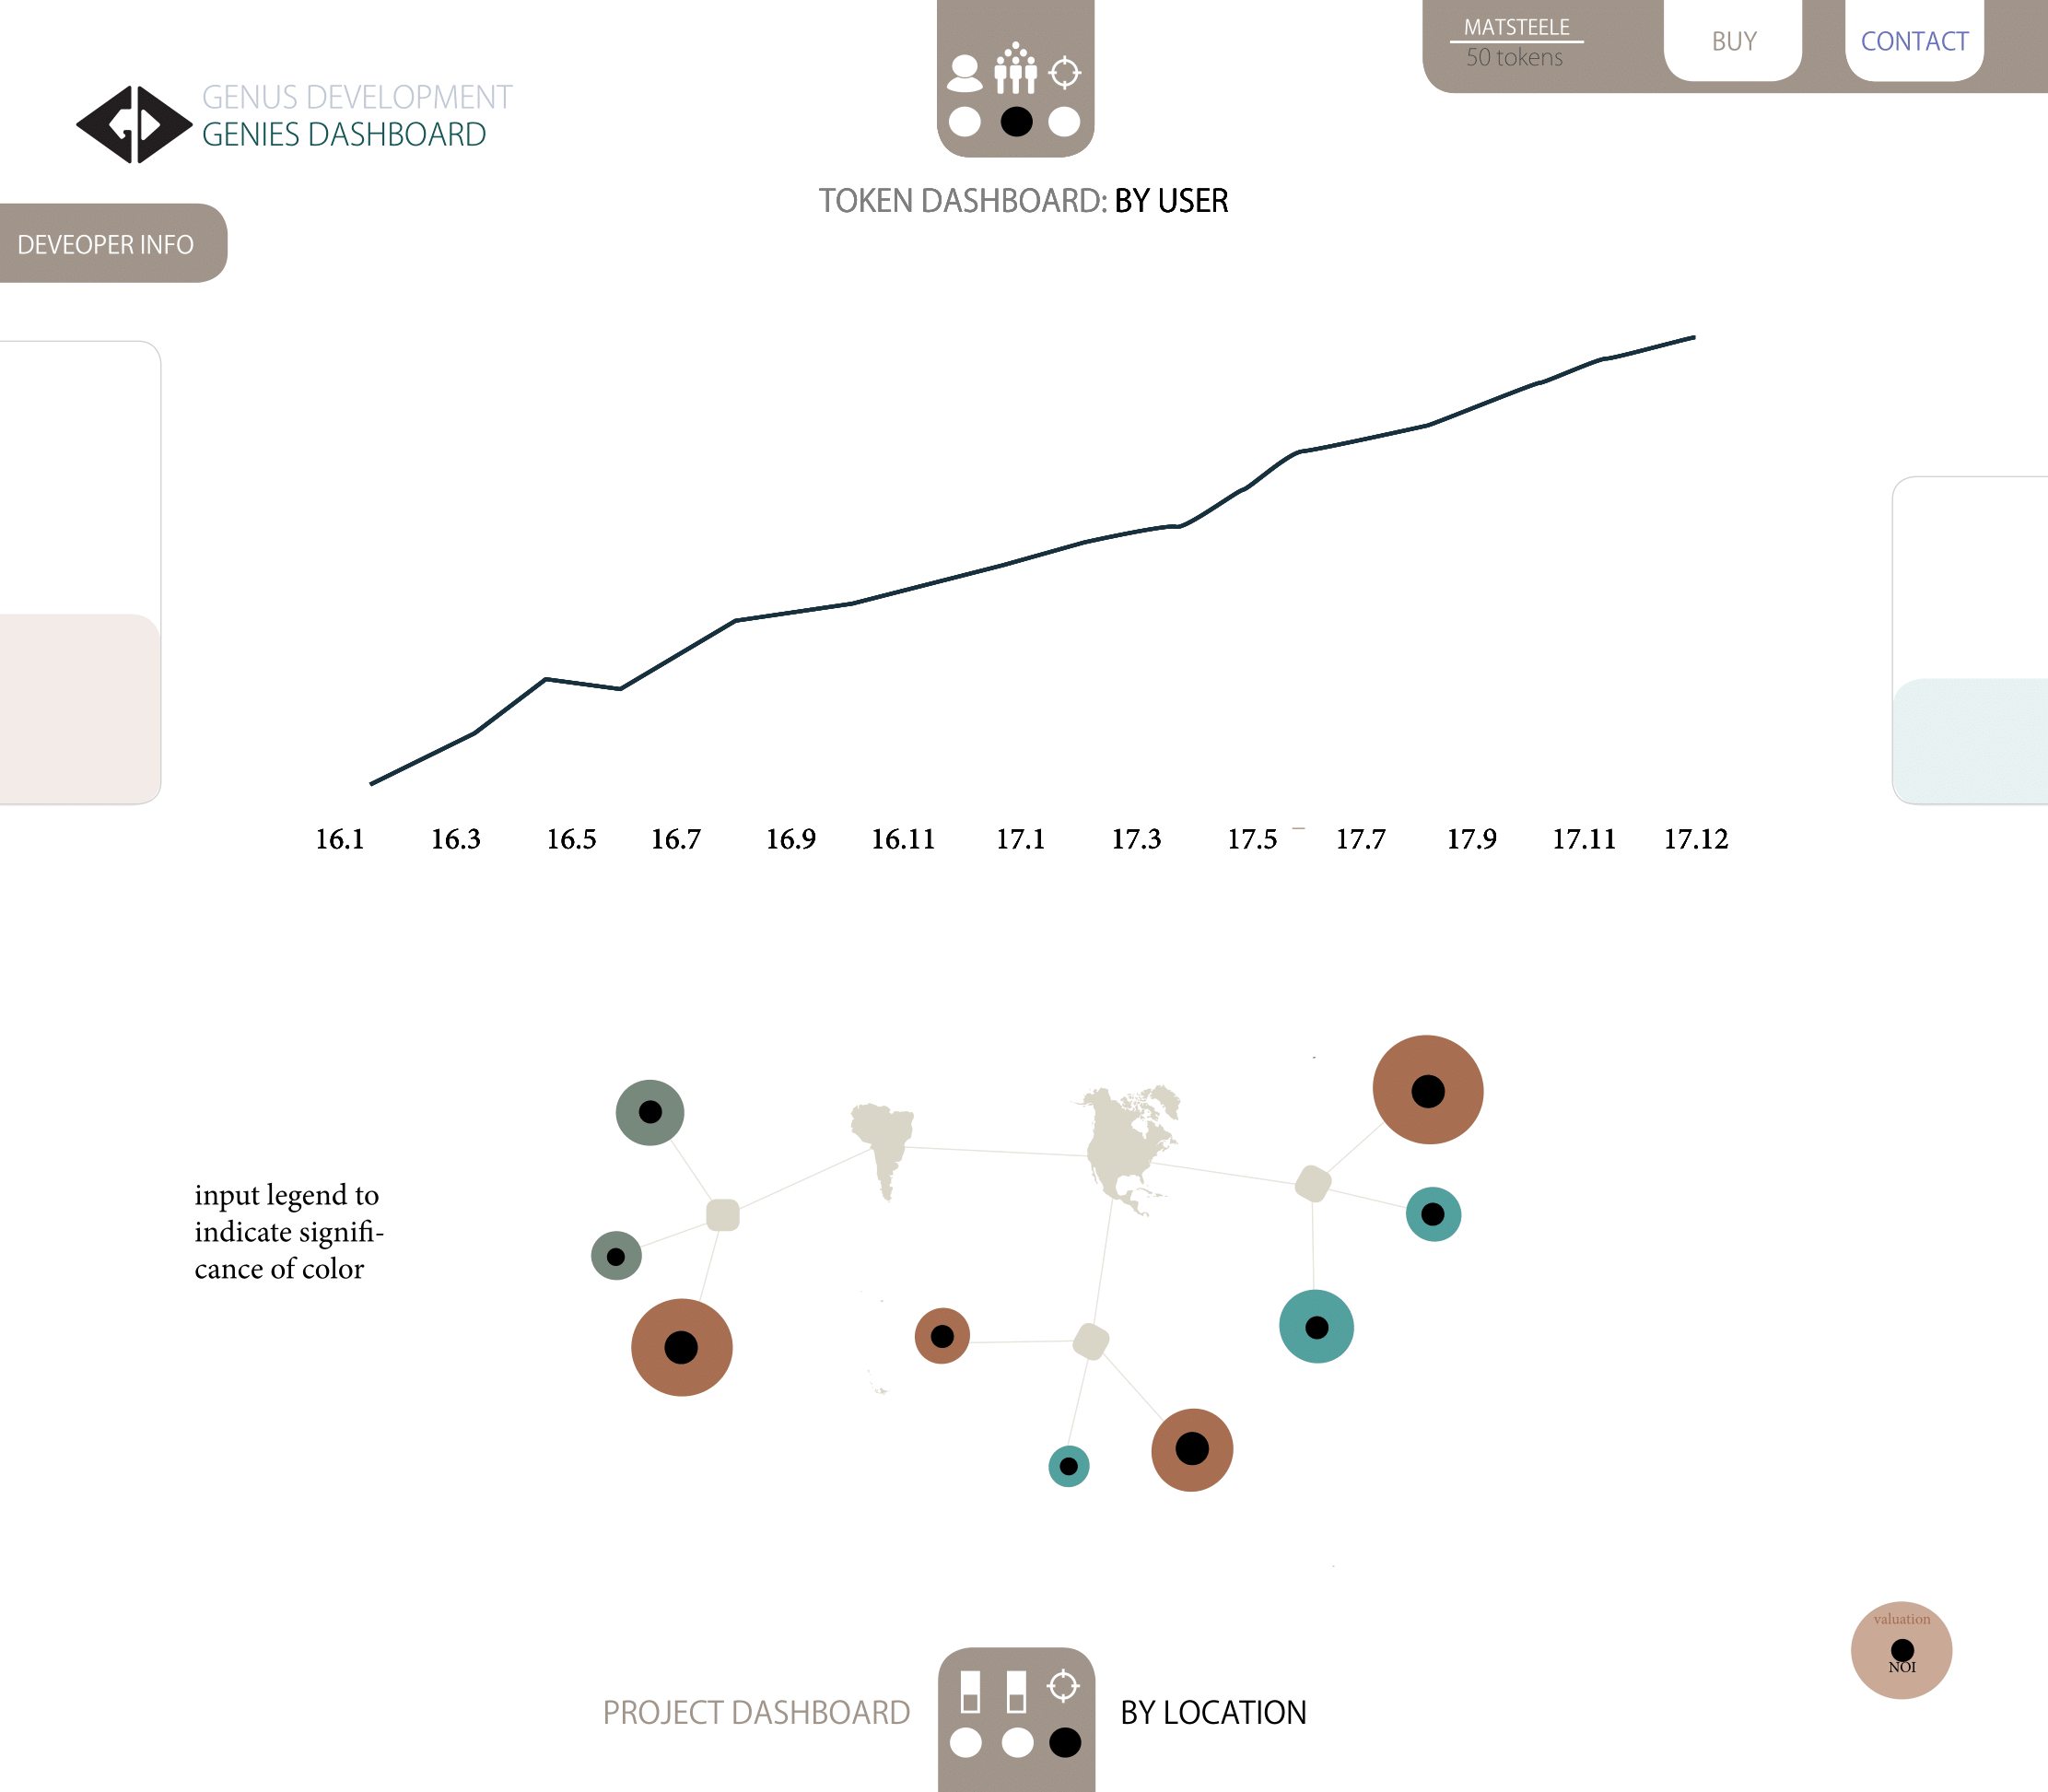 MATSTEELE
50 tokens
BUY
CONTACT
GENUS DEVELOPMENT
GENIES DASHBOARD
TOKEN DASHBOARD: BY USER
DEVEOPER INFO
16.1 16.3 16.5 16.7 16.9 16.11 17.1 17.3 17.5 17.7 17.9 17.11 17.12
input legend to
indicate signifi-
cance of color
valuation
NOI
PROJECT DASHBOARD
BY LOCATION